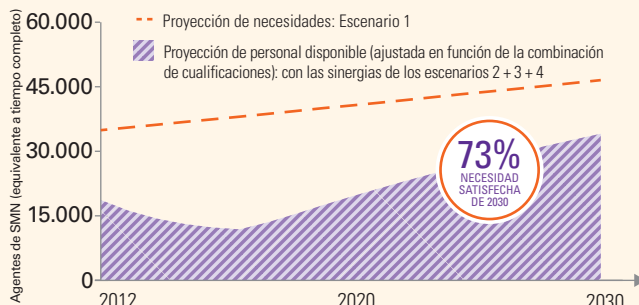 60.000
Proyección de necesidades: Escenario 1
Proyección de personal disponible (ajustada en función de la combinación
de cualificaciones): con las sinergias de los escenarios 2 + 3 + 4
45.000
30.000
15.000
0
Agentes de SMN (equivalente a tiempo completo)
73%
NECESIDAD
SATISFECHA
DE 2030
2012
2020
2030